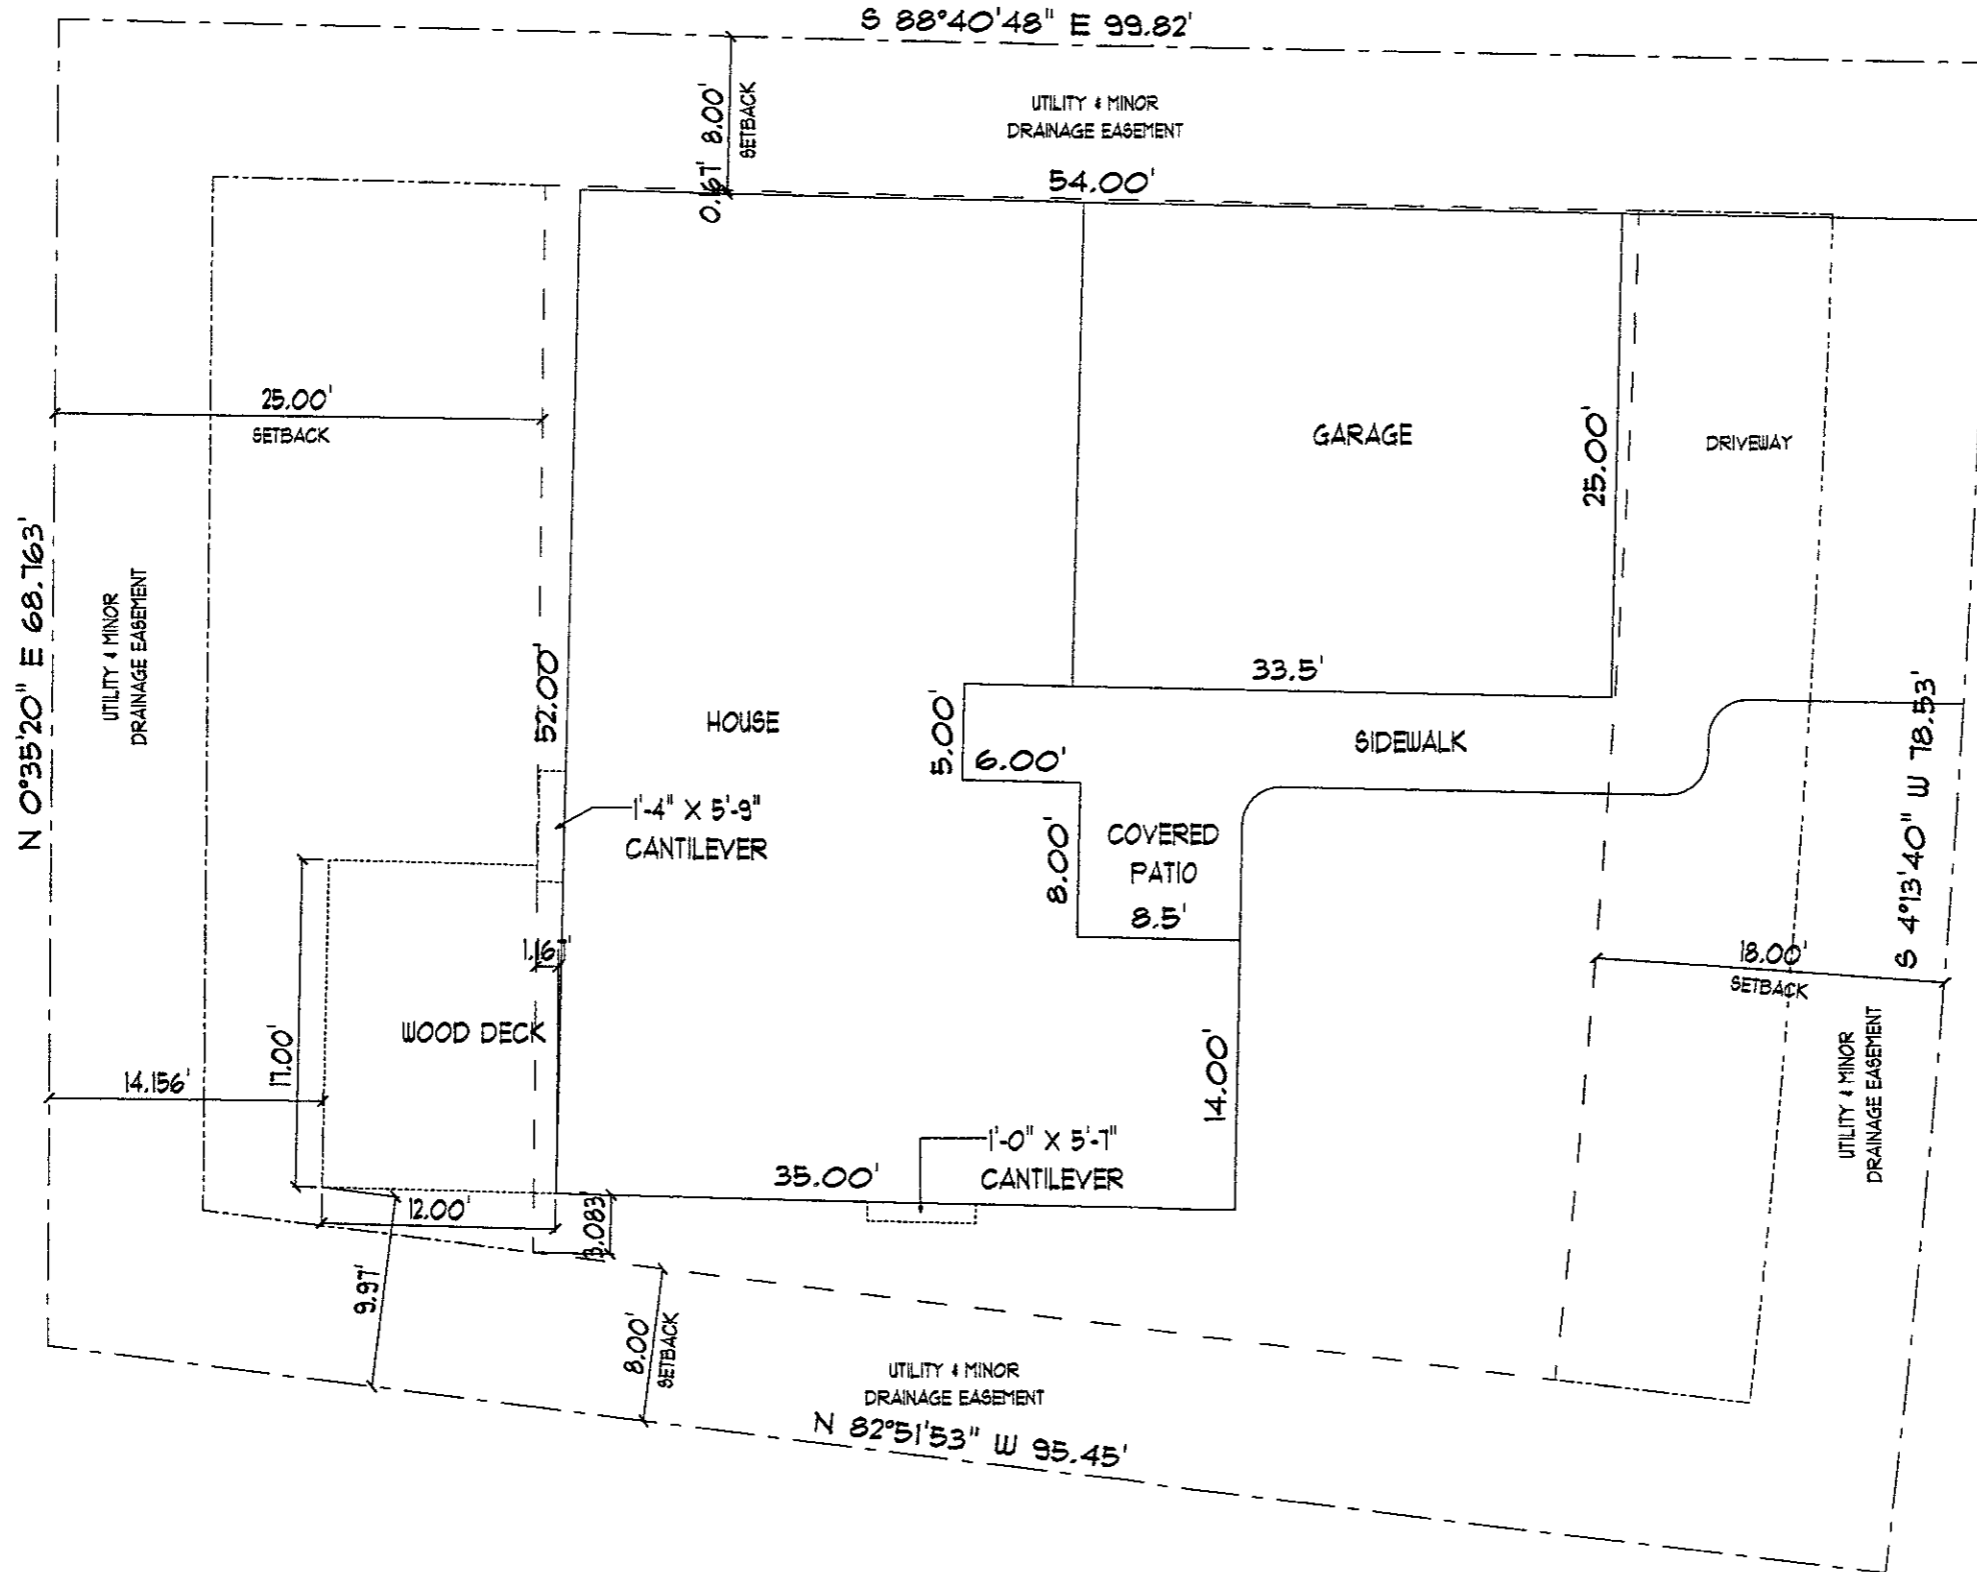 S 88°40'48" E 99.82'
8.00'
SETBACK
UTILITY & MINOR
DRAINAGE EASEMENT
0.167'
54.00'
25.00'
SETBACK
GARAGE
25.00'
DRIVEWAY
N 0°35'20" E 68.763'
UTILITY & MINOR
DRAINAGE EASEMENT
52.00'
HOUSE
33.5'
5.00'
6.00'
SIDEWALK
S 4°13'40" W 78.53'
1'-4" X 5'-9"
CANTILEVER
8.00'
COVERED
PATIO
8.5'
WOOD DECK
17.00'
14.156'
18.00'
SETBACK
UTILITY & MINOR
DRAINAGE EASEMENT
14.00'
1'-0" X 5'-7"
CANTILEVER
35.00'
12.00'
9.97'
8.00'
SETBACK
UTILITY & MINOR
DRAINAGE EASEMENT
N 82°51'53" W 95.45'